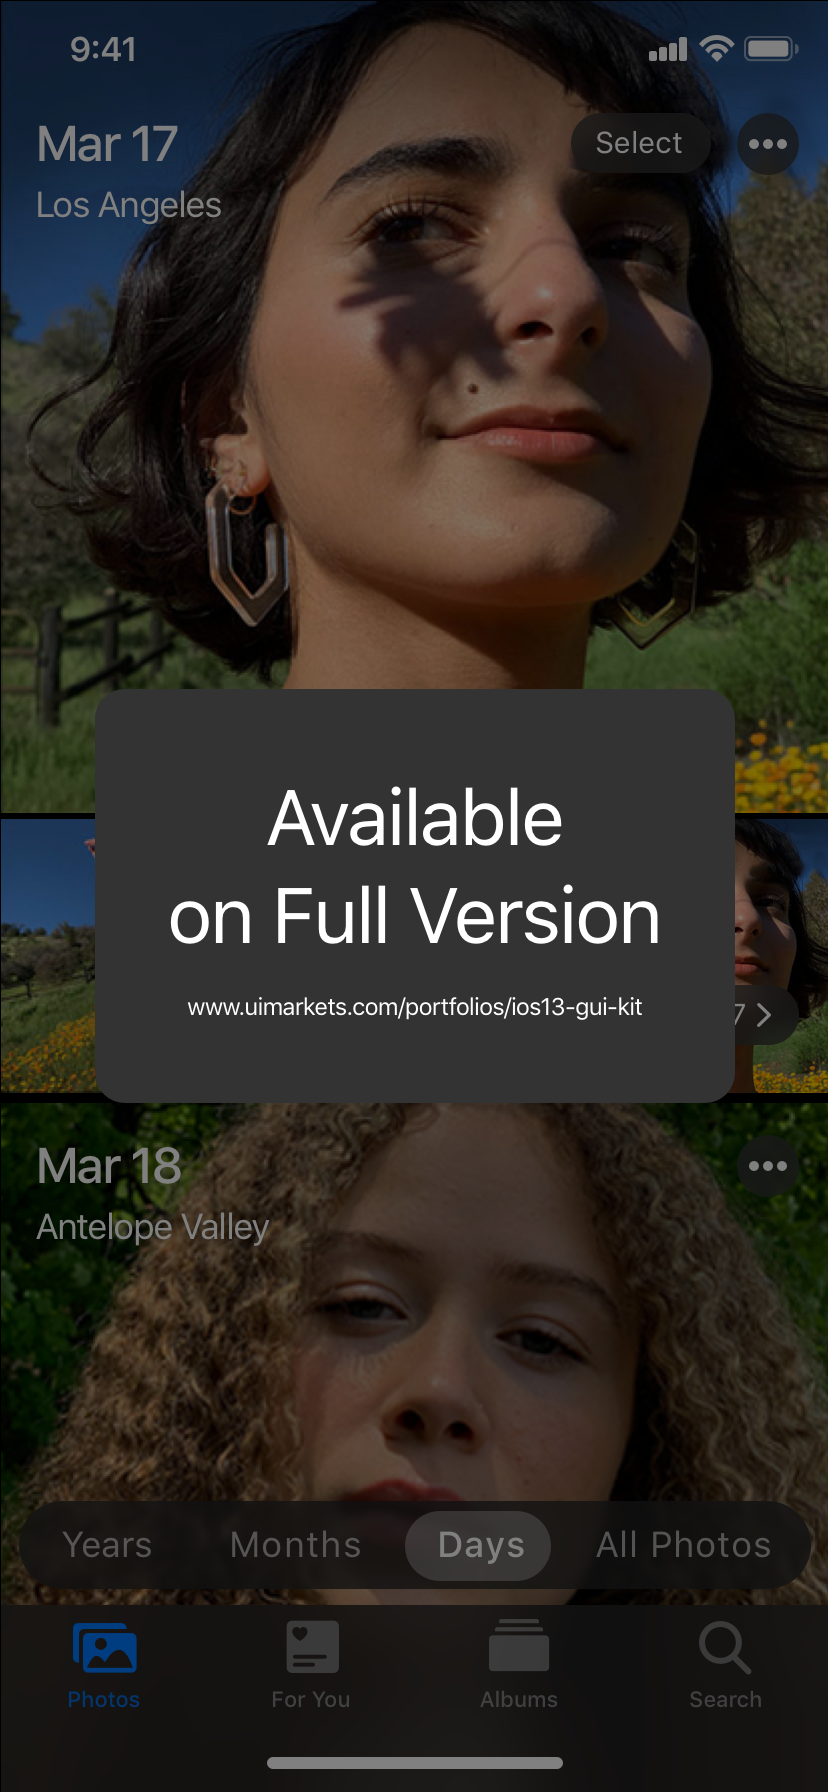 9:41
Mar 17
Select
Los Angeles
Available
on Full Version
www.uimarkets.com/portfolios/ios13-gui-kit
7
Mar 18
Antelope Valley
Years
Months
Days
All Photos
Photos
For You
Albums
Search